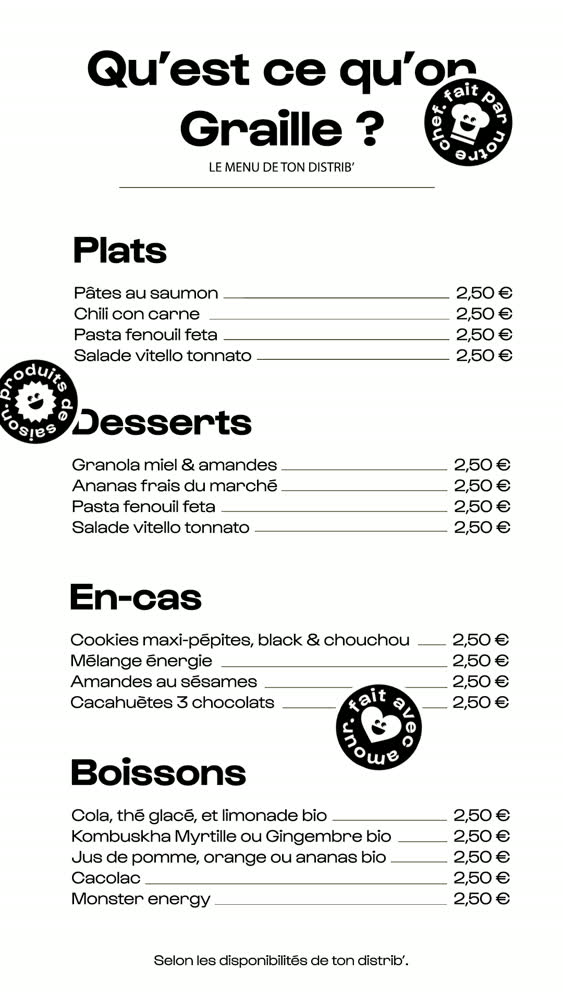 Qu’est ce qu’on
Graille ?
fait par notre chef.
LE MENU DE TON DISTRIB’
Plats
Pâtes au saumon 2,50 €
Chili con carne 2,50 €
Pasta fenouil feta 2,50 €
Salade vitello tonnato 2,50 €
produits de saison.
Desserts
Granola miel & amandes 2,50 €
Ananas frais du marché 2,50 €
Pasta fenouil feta 2,50 €
Salade vitello tonnato 2,50 €
En-cas
Cookies maxi-pépites, black & chouchou 2,50 €
Mélange énergie 2,50 €
Amandes au sésames 2,50 €
Cacahuètes 3 chocolats 2,50 €
fait avec amour.
Boissons
Cola, thé glacé, et limonade bio 2,50 €
Kombuskha Myrtille ou Gingembre bio 2,50 €
Jus de pomme, orange ou ananas bio 2,50 €
Cacolac 2,50 €
Monster energy 2,50 €
Selon les disponibilités de ton distrib’.